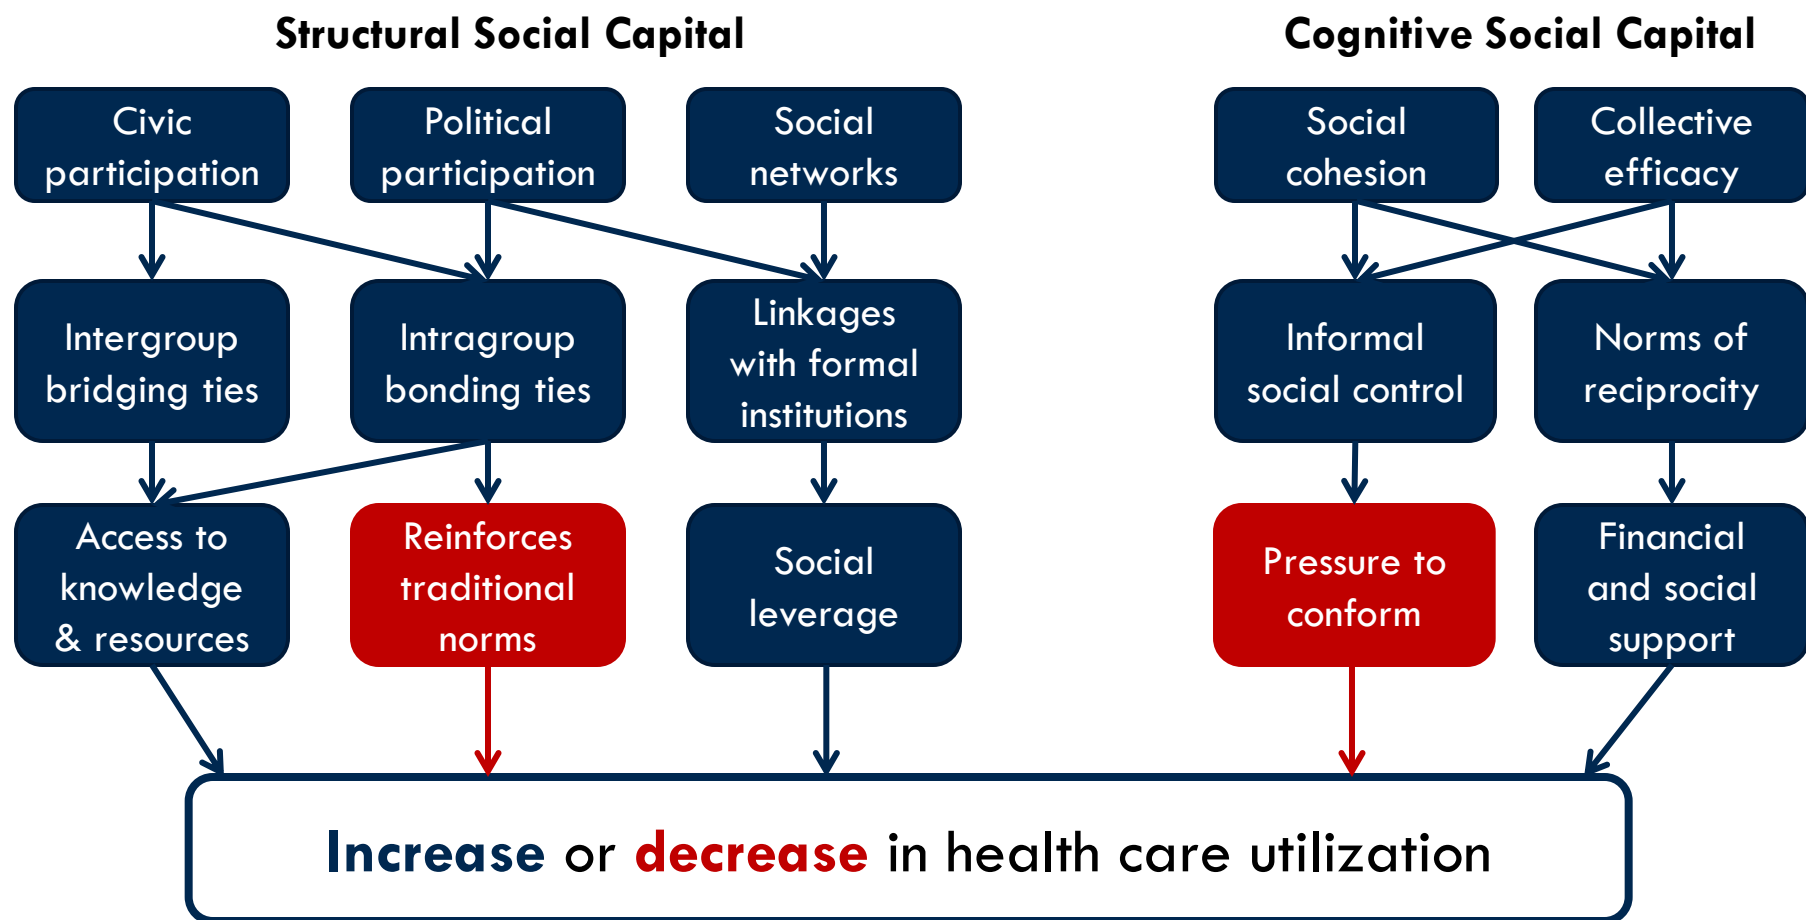 Structural Social Capital
Cognitive Social Capital
Civic
participation
Political
participation
Social
networks
Social
cohesion
Collective
efficacy
Intergroup
bridging ties
Intragroup
bonding ties
Linkages
with formal
institutions
Informal
social control
Norms of
reciprocity
Access to
knowledge
& resources
Reinforces
traditional
norms
Social
leverage
Pressure to
conform
Financial
and social
support
Increase or decrease in health care utilization